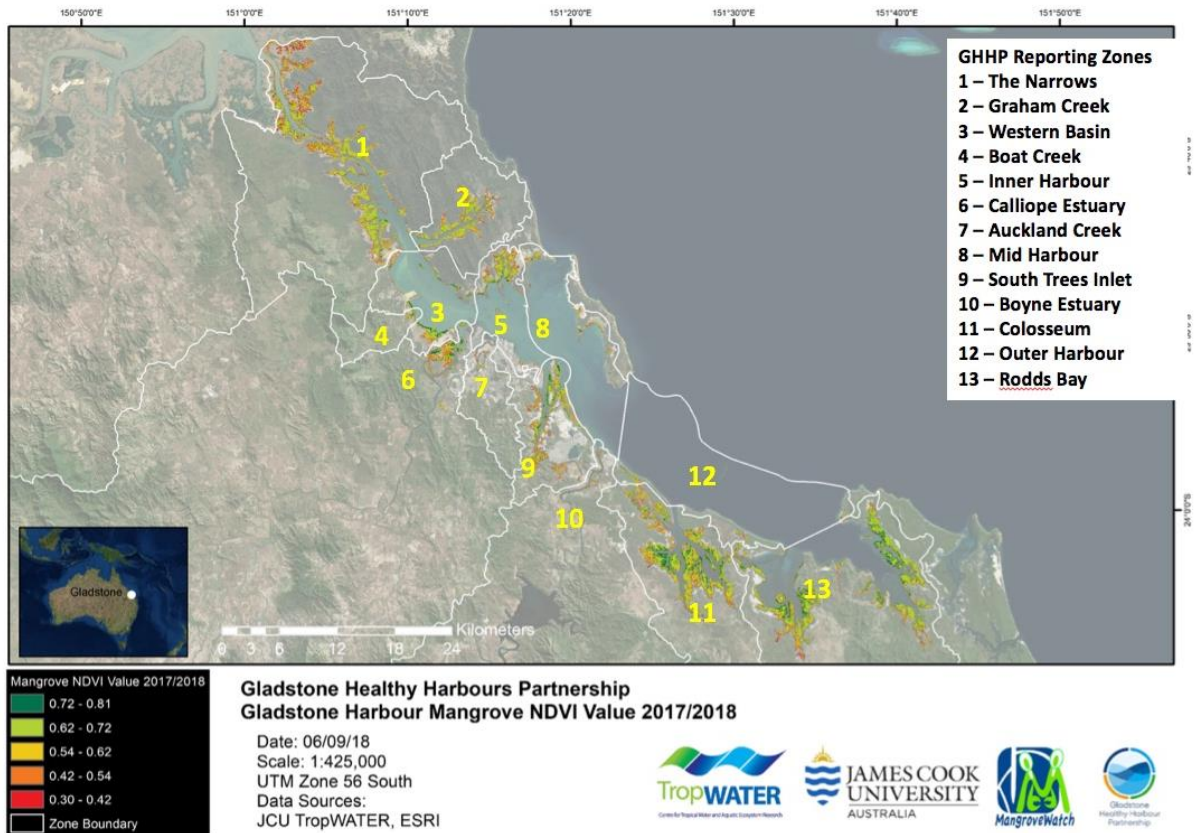 150°50'0"E 151°0'0"E 151°10'0"E 151°20'0"E 151°30'0"E 151°40'0"E 151°50'0"E
GHHP Reporting Zones
1 – The Narrows
2 – Graham Creek
3 – Western Basin
4 – Boat Creek
5 – Inner Harbour
6 – Calliope Estuary
7 – Auckland Creek
8 – Mid Harbour
9 – South Trees Inlet
10 – Boyne Estuary
11 – Colosseum
12 – Outer Harbour
13 – Rodds Bay
1
2
3
4
5
8
6
7
9
12
10
24°0'0"S
13
11
Gladstone
Kilometers
0 3 6 12 18 24
Mangrove NDVI Value 2017/2018
0.72 - 0.81
0.62 - 0.72
0.54 - 0.62
0.42 - 0.54
0.30 - 0.42
Zone Boundary
Gladstone Healthy Harbours Partnership
Gladstone Harbour Mangrove NDVI Value 2017/2018
Date: 06/09/18
Scale: 1:425,000
UTM Zone 56 South
Data Sources:
JCU TropWATER, ESRI
TropWATER
Centre for Tropical Water and Aquatic Ecosystem Research
JAMES COOK
UNIVERSITY
AUSTRALIA
MangroveWatch
Gladstone
Healthy Harbour
Partnership